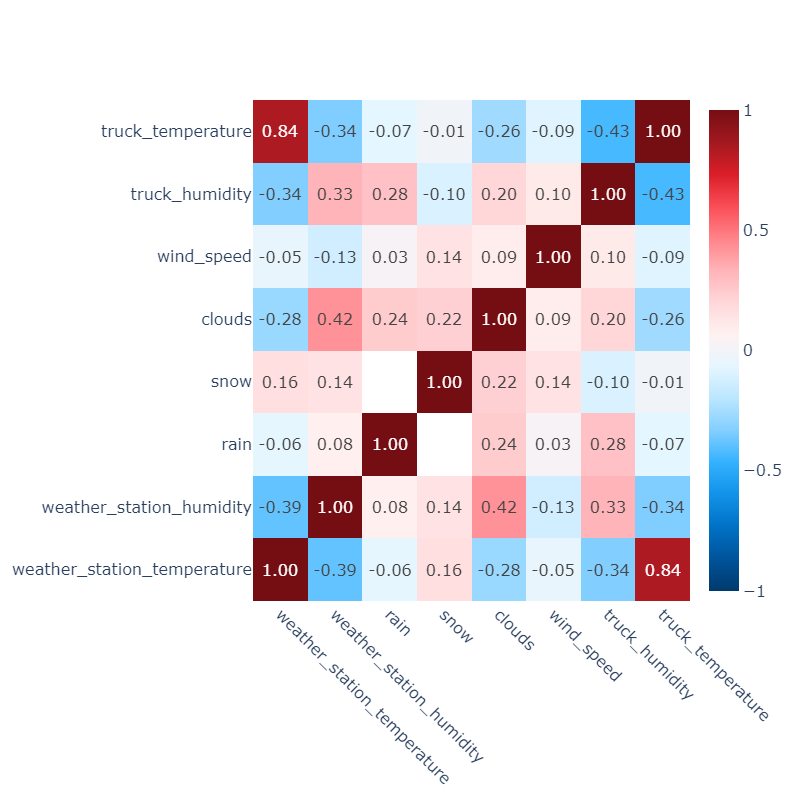 truck_temperature 0.84 -0.34 -0.07 -0.01 -0.26 -0.09 -0.43 1.00
truck_humidity -0.34 0.33 0.28 -0.10 0.20 0.10 1.00 -0.43
wind_speed -0.05 -0.13 0.03 0.14 0.09 1.00 0.10 -0.09
clouds -0.28 0.42 0.24 0.22 1.00 0.09 0.20 -0.26
snow 0.16 0.14 1.00 0.22 0.14 -0.10 -0.01
rain -0.06 0.08 1.00 0.24 0.03 0.28 -0.07
weather_station_humidity -0.39 1.00 0.08 0.14 0.42 -0.13 0.33 -0.34
weather_station_temperature 1.00 -0.39 -0.06 0.16 -0.28 -0.05 -0.34 0.84
weather_station_temperature
weather_station_humidity
rain
snow
clouds
wind_speed
truck_humidity
truck_temperature
1
0.5
0
−0.5
−1